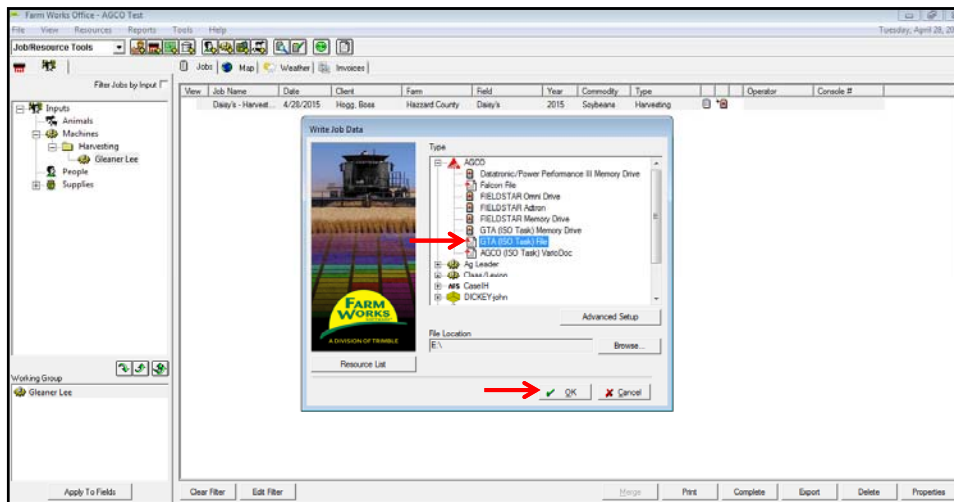 Farm Works Office - AGCO Test
File View Resources Reports Tools Help
Tuesday, April 28, 20
Job/Resource Tools
Jobs Map Weather Invoices
Filter Jobs by Input
View Job Name Date Client Farm Field Year Commodity Type Operator Console #
Daisy's - Harvest... 4/28/2015 Hogg, Boss Hazzard County Daisy's 2015 Soybeans Harvesting
Inputs
Animals
Machines
Harvesting
Gleaner Lee
People
Supplies
Working Group
Gleaner Lee
Write Job Data
Type
AGCO
Datatronic/Power Performance III Memory Drive
Falcon File
FIELDSTAR Omni Drive
FIELDSTAR Adtron
FIELDSTAR Memory Drive
GTA (ISO Task) Memory Drive
GTA (ISO Task) File
AGCO (ISO Task) VarioDoc
Ag Leader
Claas/Lexion
AFS CaseIH
DICKEY-john
FARM
WORKS
A DIVISION OF TRIMBLE
Advanced Setup
File Location
E:\
Browse...
Resource List
OK Cancel
Apply To Fields Clear Filter Edit Filter Merge Print Complete Export Delete Properties